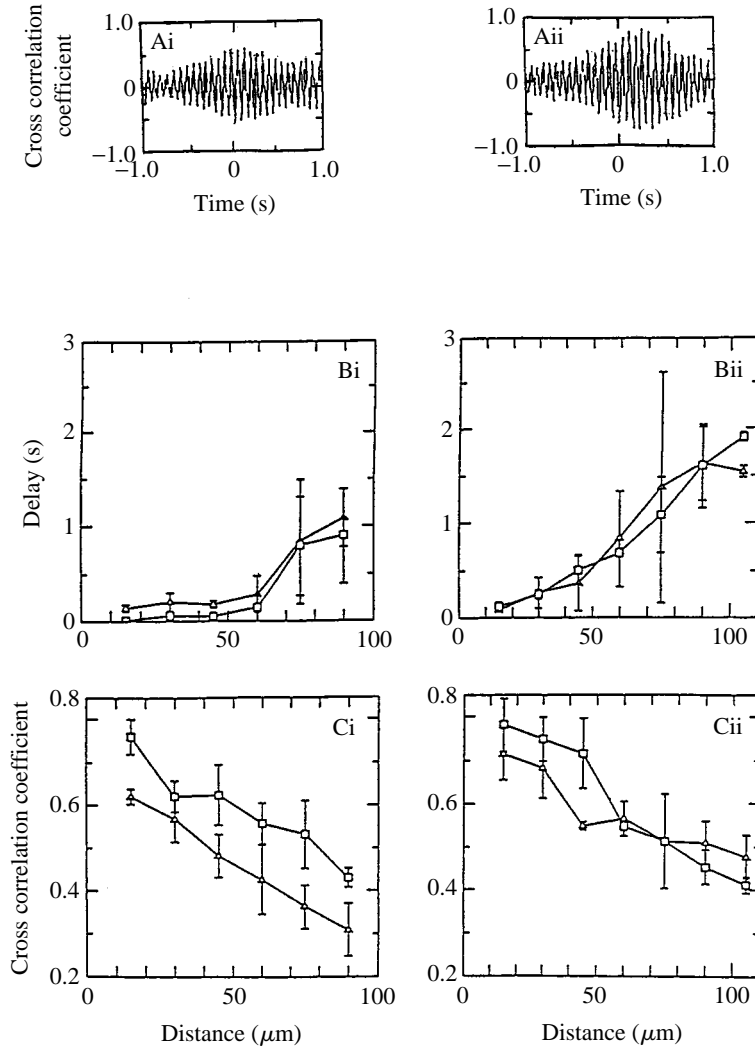 Cross correlation
coefficient
1.0
0
−1.0
Ai
−1.0
0
1.0
Time (s)
1.0
0
−1.0
Aii
−1.0
0
1.0
Time (s)
Delay (s)
3
2
1
0
Bi
0
50
100
3
2
1
0
Bii
0
50
100
Cross correlation coefficient
0.8
0.6
0.4
0.2
Ci
0
50
100
Distance (μm)
0.8
0.6
0.4
0.2
Cii
0
50
100
Distance (μm)